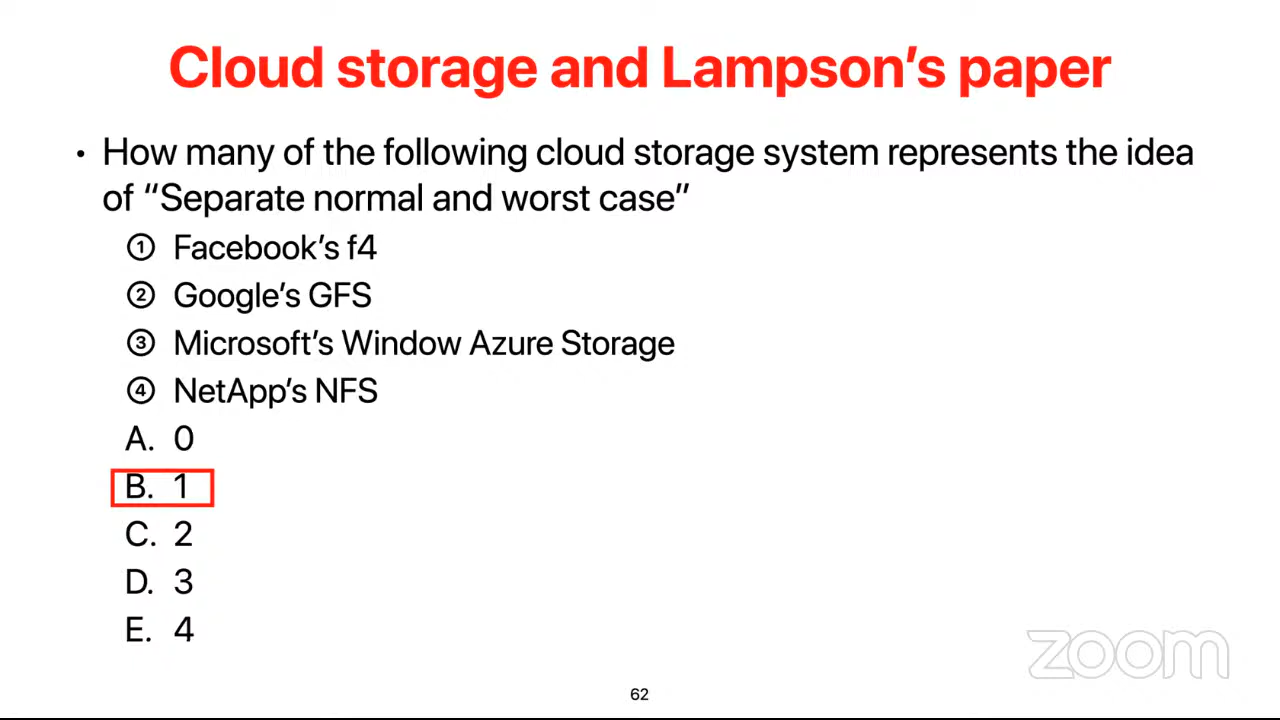 Cloud storage and Lampson’s paper
• How many of the following cloud storage system represents the idea
of “Separate normal and worst case”
① Facebook’s f4
② Google’s GFS
③ Microsoft’s Window Azure Storage
④ NetApp’s NFS
A. 0
B. 1
C. 2
D. 3
E. 4
zoom
62